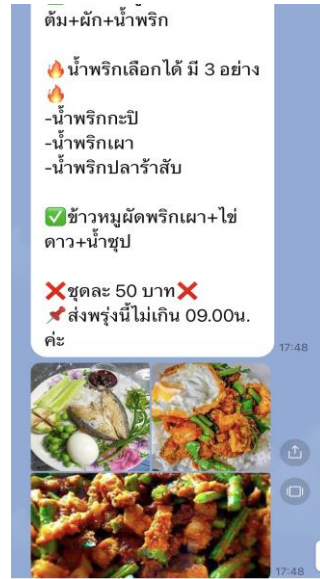 ต้ม+ผัก+น้ำพริก
🔥น้ำพริกเลือกได้ มี 3 อย่าง
🔥
-น้ำพริกกะปิ
-น้ำพริกเผา
-น้ำพริกปลาร้าสับ
✅ข้าวหมูผัดพริกเผา+ไข่
ดาว+น้ำซุป
❌ชุดละ 50 บาท❌
📌ส่งพรุ่งนี้ไม่เกิน 09.00น.
ค่ะ
17:48
17:48